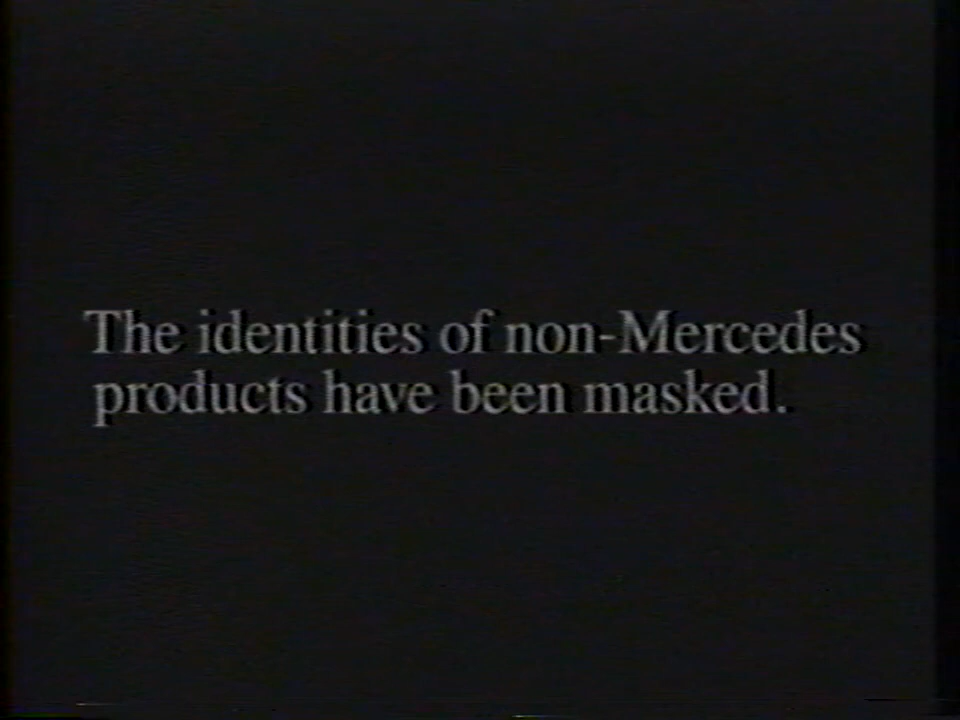 The identities of non-Mercedes
products have been masked.